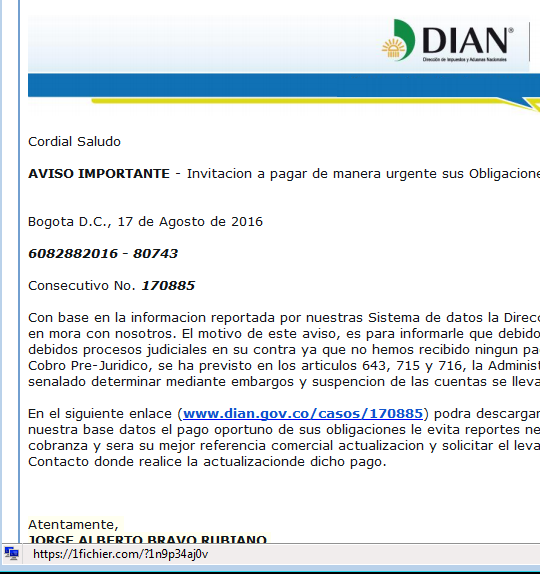 DIAN®
Dirección de Impuestos y Aduanas Nacionales
Cordial Saludo
AVISO IMPORTANTE - Invitacion a pagar de manera urgente sus Obligacione
Bogota D.C., 17 de Agosto de 2016
6082882016 - 80743
Consecutivo No. 170885
Con base en la informacion reportada por nuestras Sistema de datos la Direcc
en mora con nosotros. El motivo de este aviso, es para informarle que debido
debidos procesos judiciales en su contra ya que no hemos recibido ningun pa
Cobro Pre-Juridico, se ha previsto en los articulos 643, 715 y 716, la Administ
senalado determinar mediante embargos y suspencion de las cuentas se lleva
En el siguiente enlace (www.dian.gov.co/casos/170885) podra descargar
nuestra base datos el pago oportuno de sus obligaciones le evita reportes ne
cobranza y sera su mejor referencia comercial actualizacion y solicitar el leva
Contacto donde realice la actualizacionde dicho pago.
Atentamente,
JORGE ALBERTO BRAVO RUBIANO
https://1fichier.com/?1n9p34aj0v